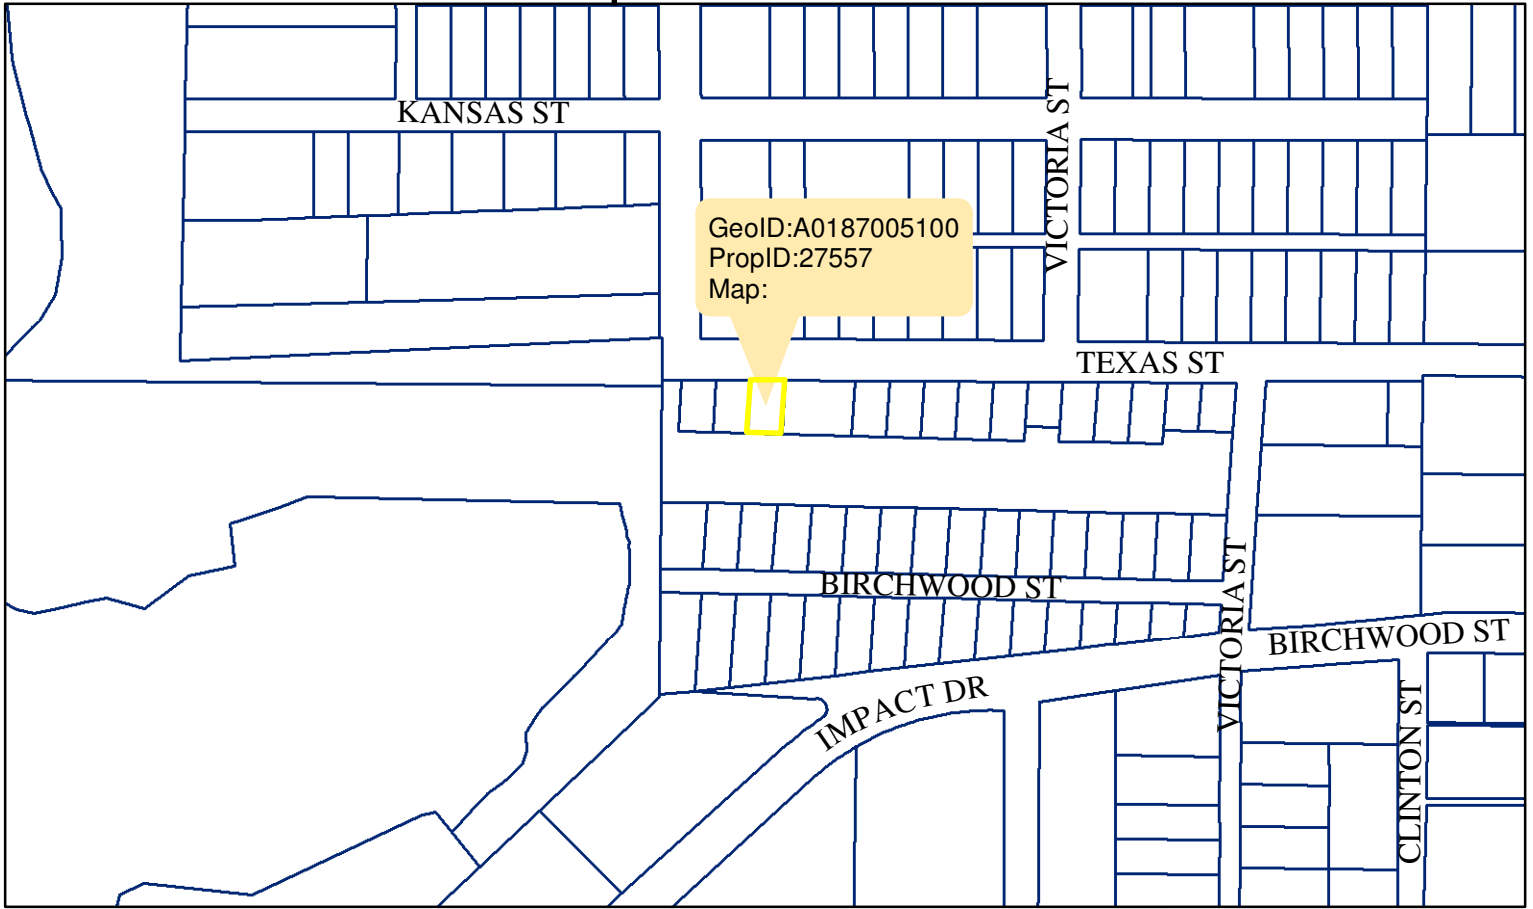 KANSAS ST
VICTORIA ST
GeoID:A0187005100
PropID:27557
Map:
TEXAS ST
BIRCHWOOD ST
VICTORIA ST
BIRCHWOOD ST
IMPACT DR
CLINTON ST